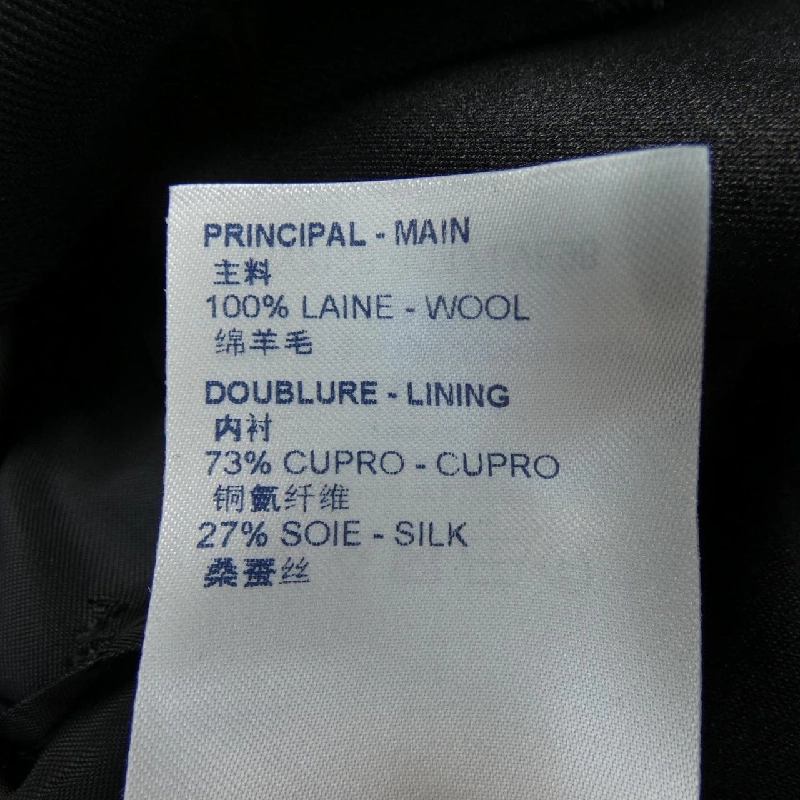 PRINCIPAL - MAIN
主料
100% LAINE - WOOL
绵羊毛
DOUBLURE - LINING
内衬
73% CUPRO - CUPRO
铜氨纤维
27% SOIE - SILK
桑蚕丝